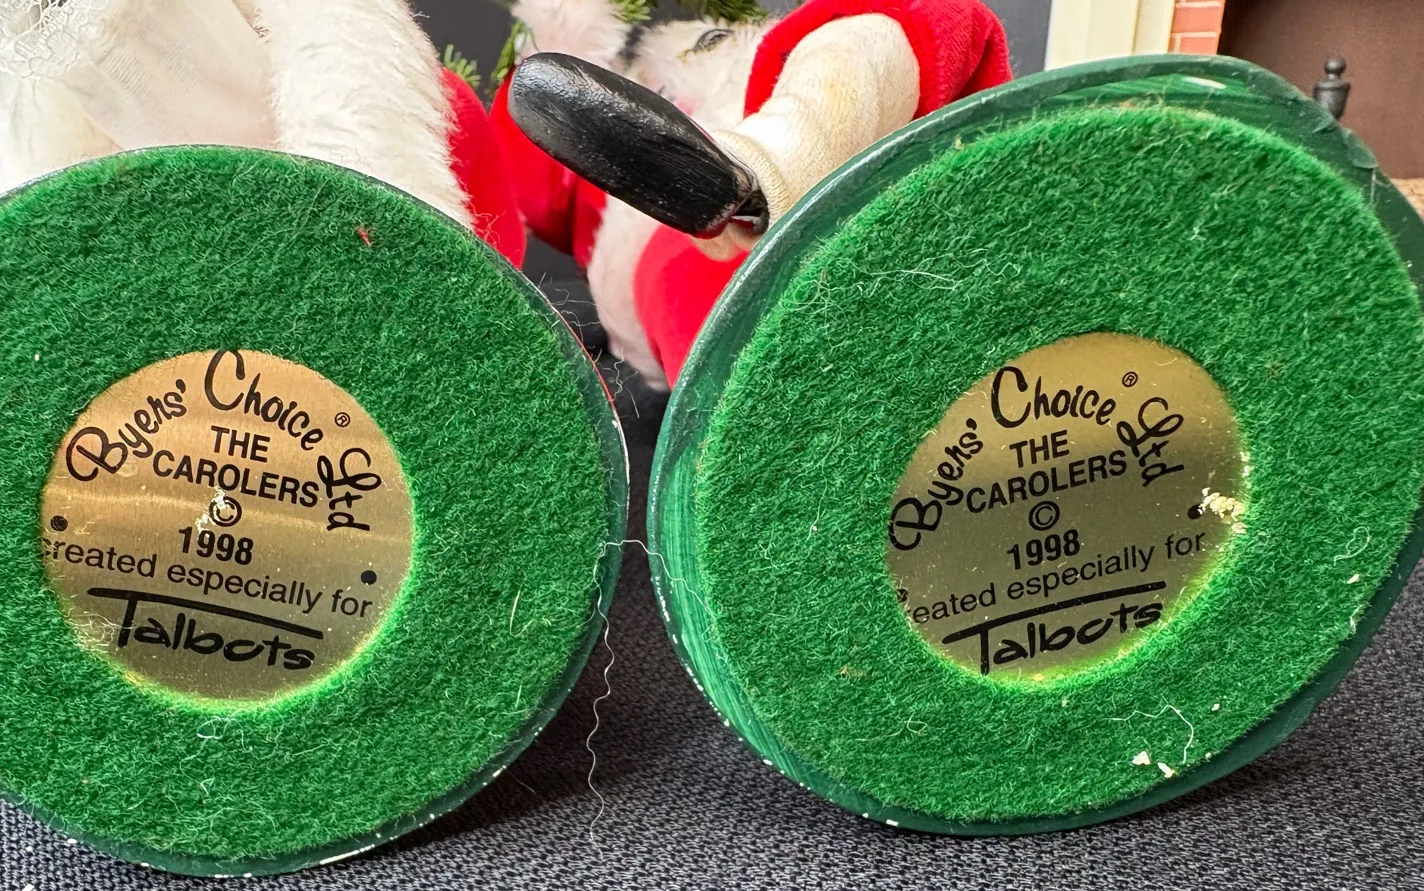 Byers' Choice® Ltd
THE
CAROLERS
©
1998
reated especially for
Talbots
Byers' Choice® Ltd
THE
CAROLERS
©
1998
eated especially for
Talbots